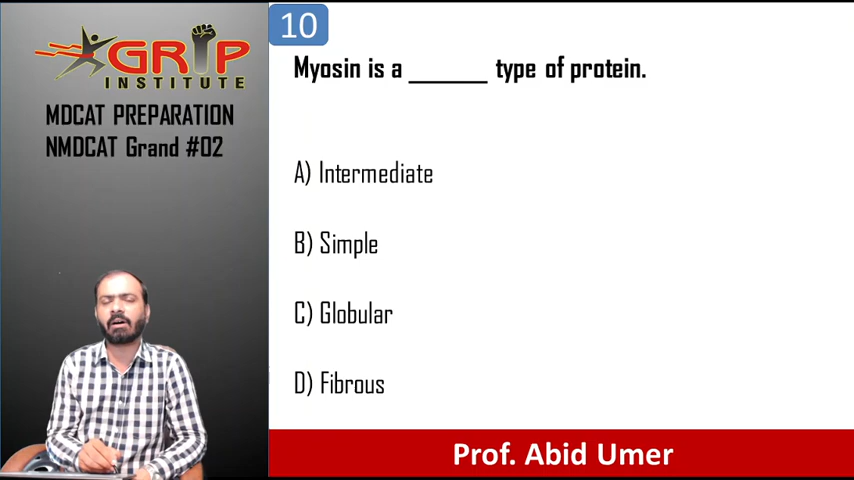 GRIP
INSTITUTE
MDCAT PREPARATION
NMDCAT Grand #02
10
Myosin is a ______ type of protein.
A) Intermediate
B) Simple
C) Globular
D) Fibrous
Prof. Abid Umer